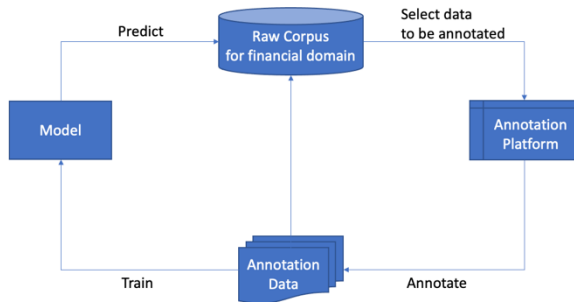 Predict
Raw Corpus
for financial domain
Select data
to be annotated
Model
Annotation
Platform
Annotation
Data
Train
Annotate